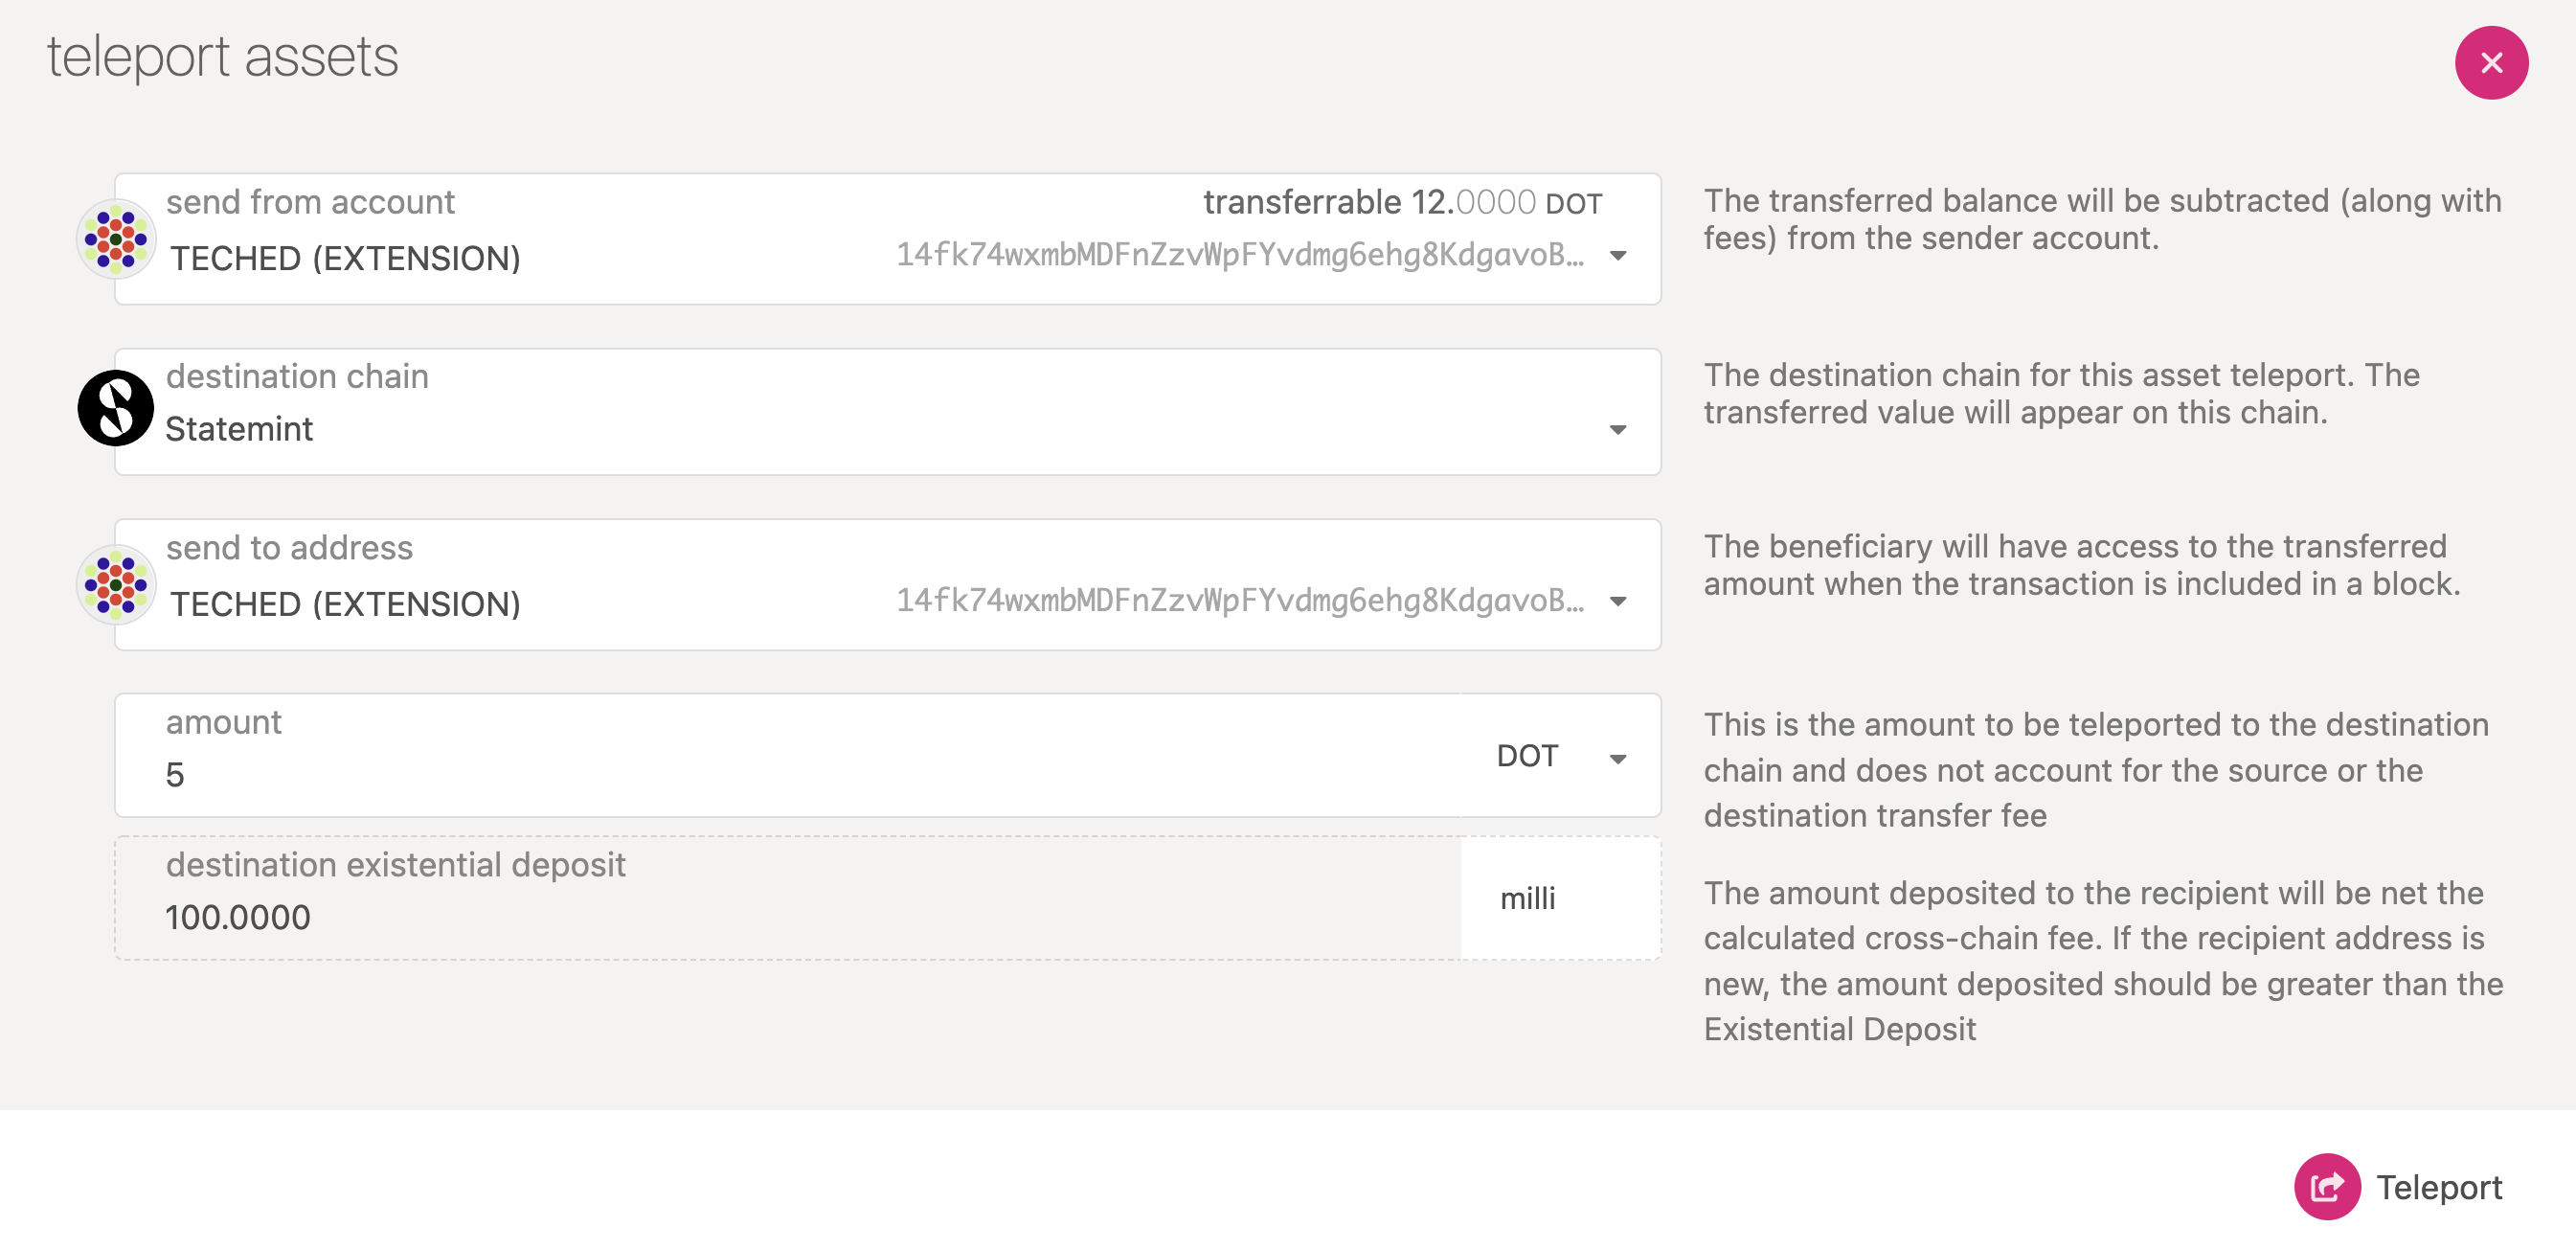 teleport assets
send from account
transferrable 12.0000 DOT
TECHED (EXTENSION)
14fk74wxmbMDFnZzvWpFYvdmg6ehg8KdgavoB…
The transferred balance will be subtracted (along with
fees) from the sender account.
destination chain
Statemint
The destination chain for this asset teleport. The
transferred value will appear on this chain.
send to address
TECHED (EXTENSION)
14fk74wxmbMDFnZzvWpFYvdmg6ehg8KdgavoB…
The beneficiary will have access to the transferred
amount when the transaction is included in a block.
amount
5
DOT
This is the amount to be teleported to the destination
chain and does not account for the source or the
destination transfer fee
destination existential deposit
100.0000
milli
The amount deposited to the recipient will be net the
calculated cross-chain fee. If the recipient address is
new, the amount deposited should be greater than the
Existential Deposit
Teleport